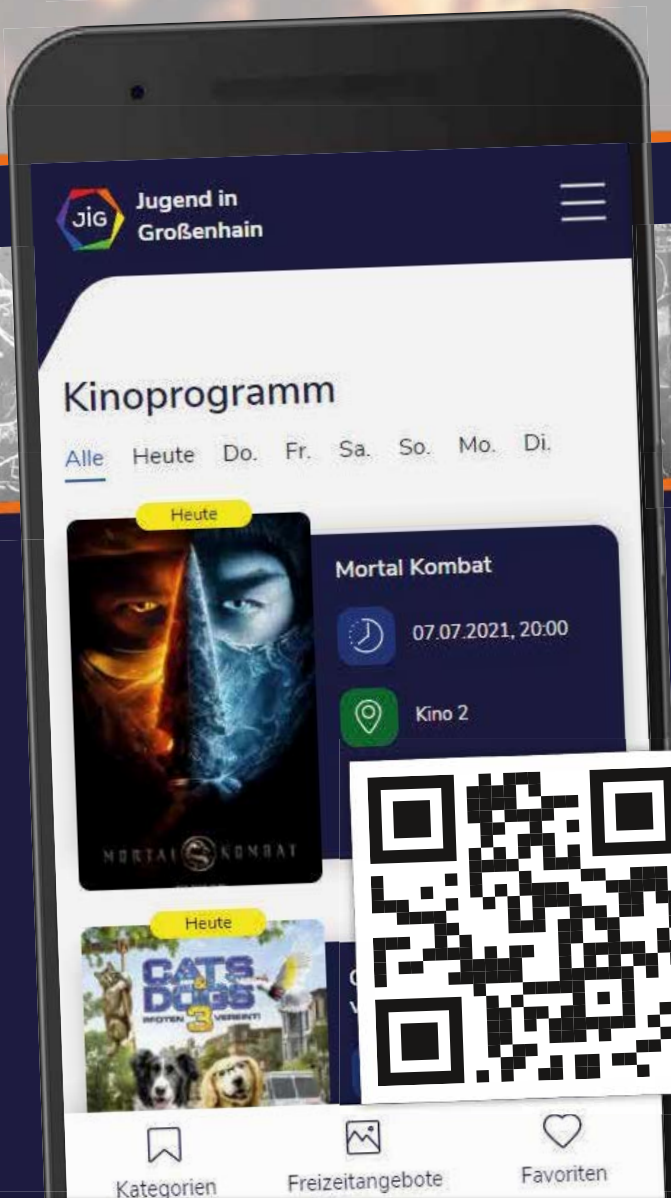 JiG
Jugend in
Großenhain
Kinoprogramm
Alle Heute Do. Fr. Sa. So. Mo. Di.
Heute
Mortal Kombat
07.07.2021, 20:00
Kino 2
MORTAL KOMBAT
Heute
CATS
&
DOGS
PFOTEN 3 VEREINT!
Kategorien Freizeitangebote Favoriten